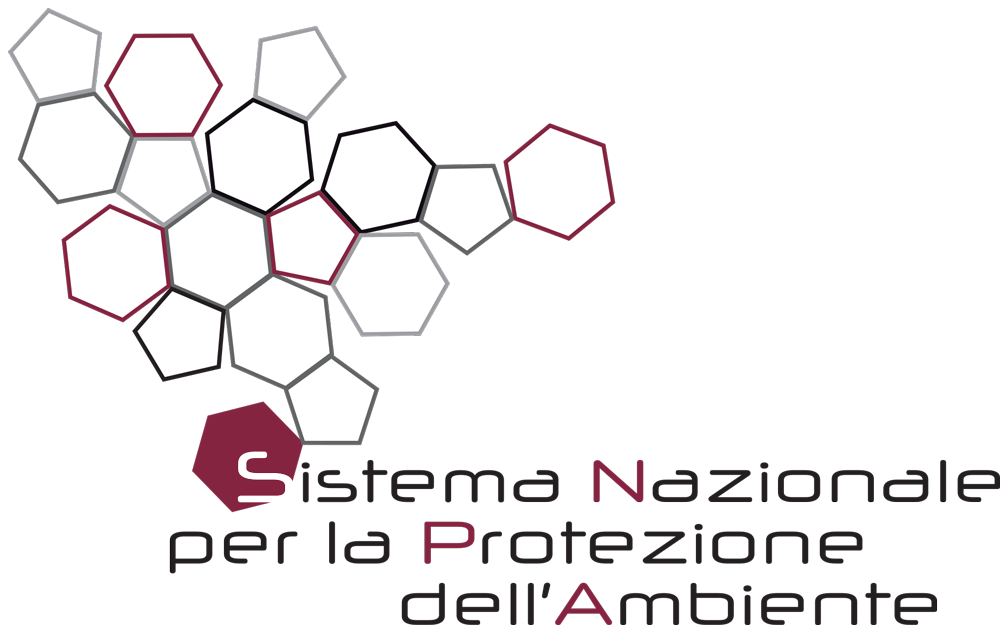 Sistema Nazionale
per la Protezione
dell'Ambiente